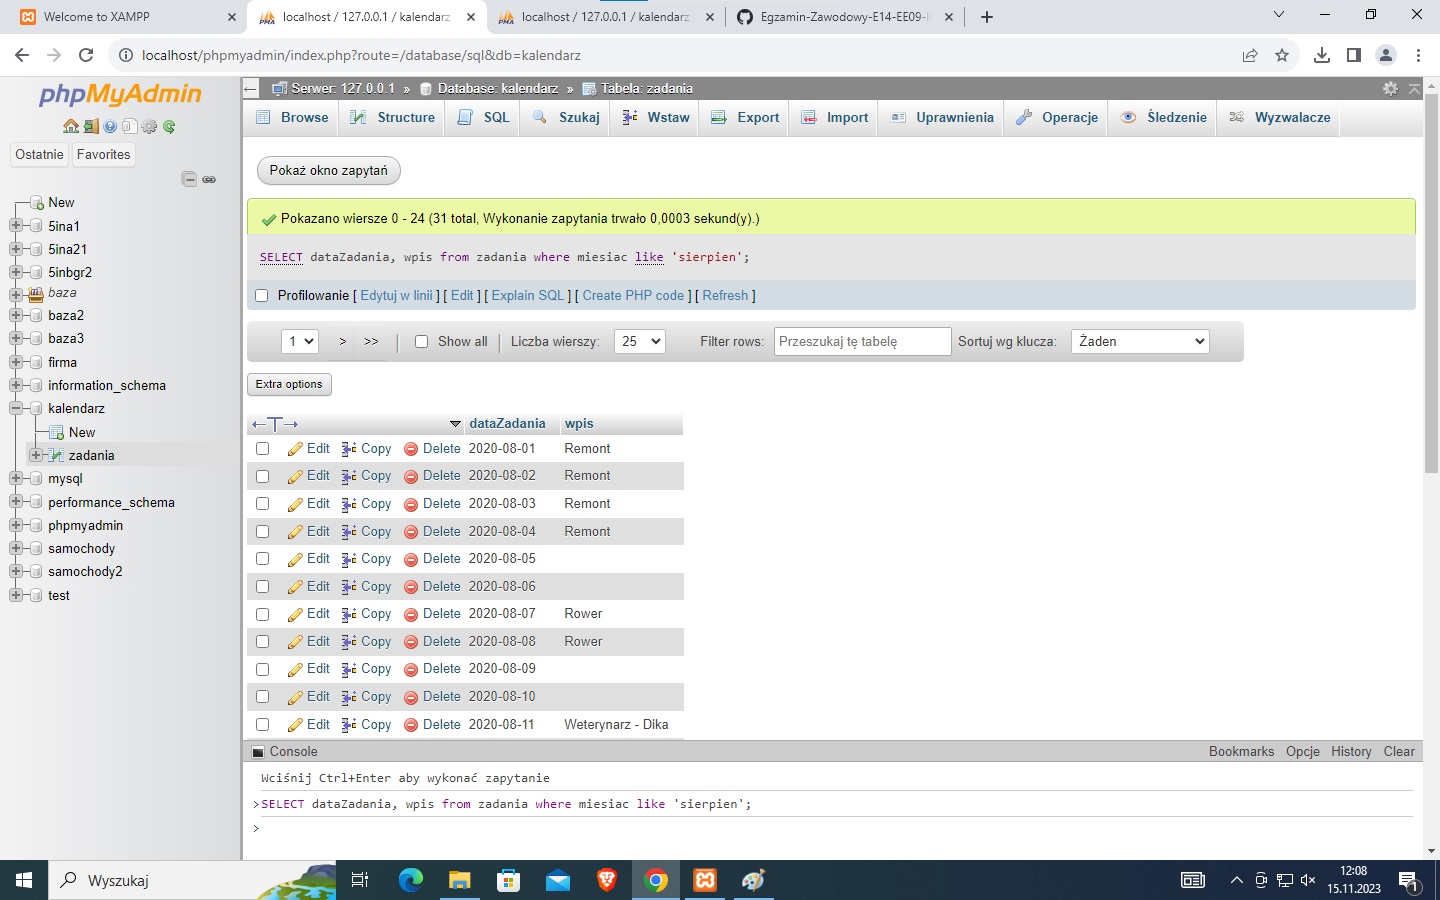 Welcome to XAMPP
localhost / 127.0.0.1 / kalendarz
localhost / 127.0.0.1 / kalendarz
Egzamin-Zawodowy-E14-EE09-I
localhost/phpmyadmin/index.php?route=/database/sql&db=kalendarz
phpMyAdmin
Ostatnie Favorites
New
5ina1
5ina21
5inbgr2
baza
baza2
baza3
firma
information_schema
kalendarz
New
zadania
mysql
performance_schema
phpmyadmin
samochody
samochody2
test
Serwer: 127.0.0.1 » Database: kalendarz » Tabela: zadania
Browse Structure SQL Szukaj Wstaw Export Import Uprawnienia Operacje Śledzenie Wyzwalacze
Pokaż okno zapytań
Pokazano wiersze 0 - 24 (31 total, Wykonanie zapytania trwało 0,0003 sekund(y).)
SELECT dataZadania, wpis from zadania where miesiac like 'sierpien';
Profilowanie [ Edytuj w linii ] [ Edit ] [ Explain SQL ] [ Create PHP code ] [ Refresh ]
1 > >> Show all Liczba wierszy: 25 Filter rows: Przeszukaj tę tabelę Sortuj wg klucza: Żaden
Extra options
dataZadania wpis
Edit Copy Delete 2020-08-01 Remont
Edit Copy Delete 2020-08-02 Remont
Edit Copy Delete 2020-08-03 Remont
Edit Copy Delete 2020-08-04 Remont
Edit Copy Delete 2020-08-05
Edit Copy Delete 2020-08-06
Edit Copy Delete 2020-08-07 Rower
Edit Copy Delete 2020-08-08 Rower
Edit Copy Delete 2020-08-09
Edit Copy Delete 2020-08-10
Edit Copy Delete 2020-08-11 Weterynarz - Dika
Console Bookmarks Opcje History Clear
Wciśnij Ctrl+Enter aby wykonać zapytanie
>SELECT dataZadania, wpis from zadania where miesiac like 'sierpien';
>
Wyszukaj
12:08
15.11.2023
1